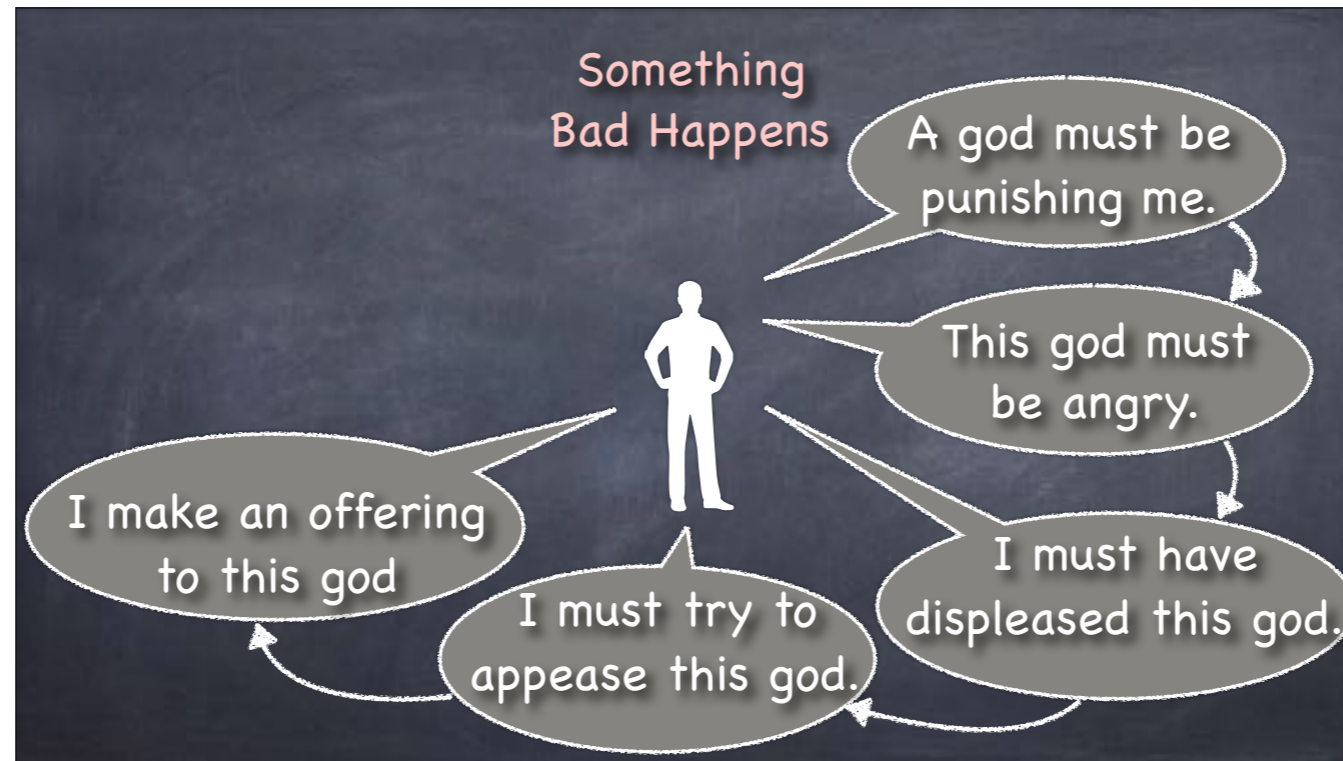 Something
Bad Happens
A god must be
punishing me.
This god must
be angry.
I must have
displeased this god.
I must try to
appease this god.
I make an offering
to this god